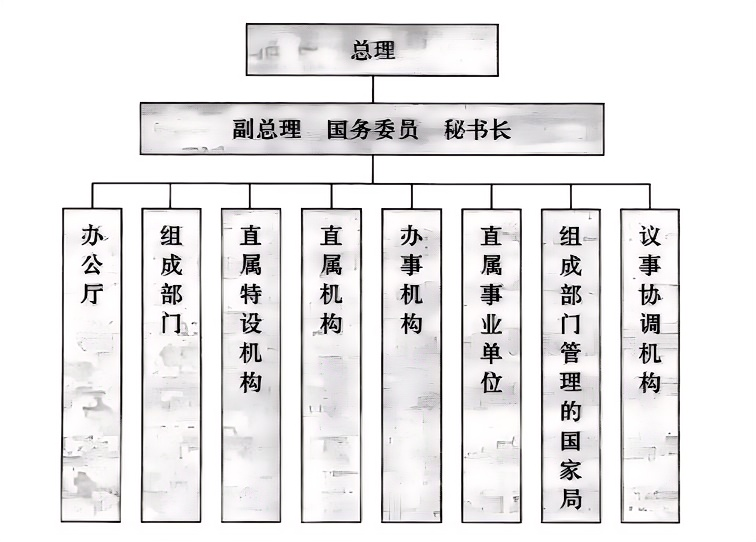 总理
副总理 国务委员 秘书长
办公厅
组成部门
直属特设机构
直属机构
办事机构
直属事业单位
组成部门管理的国家局
议事协调机构